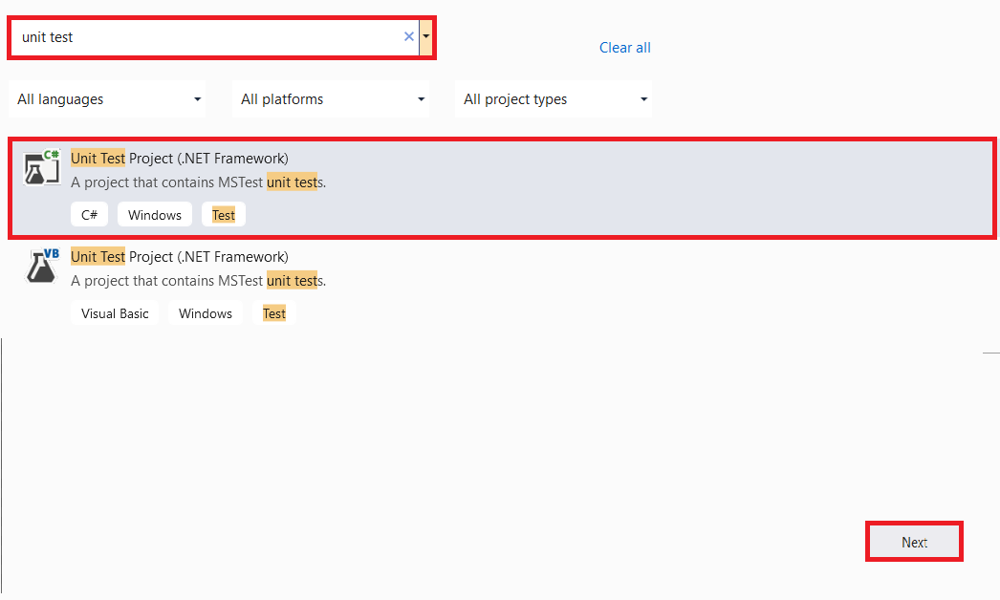 unit test
Clear all
All languages
All platforms
All project types
C#
Unit Test Project (.NET Framework)
A project that contains MSTest unit tests.
C# Windows Test
VB
Unit Test Project (.NET Framework)
A project that contains MSTest unit tests.
Visual Basic Windows Test
Next